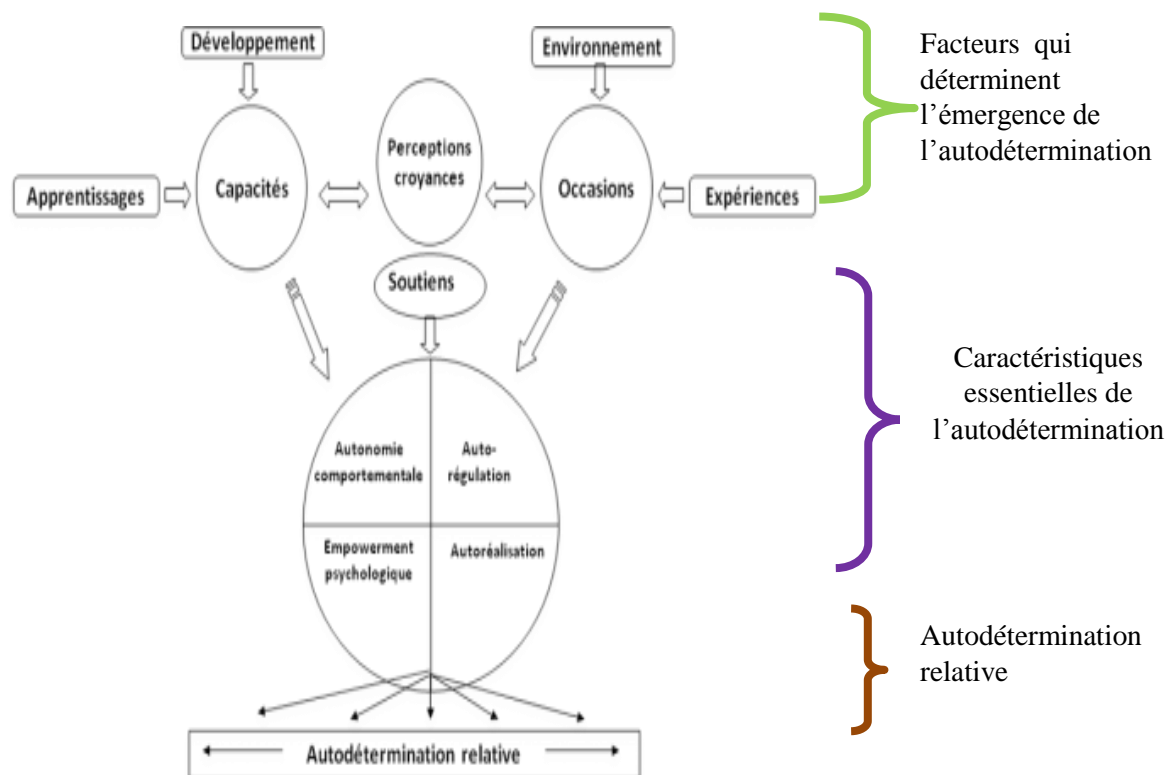 Développement
Environnement
Facteurs qui
déterminent
l’émergence de
l’autodétermination
Perceptions
croyances
Apprentissages
Capacités
Occasions
Expériences
Soutiens
Caractéristiques
essentielles de
l’autodétermination
Autonomie
comportementale
Auto-
régulation
Empowerment
psychologique
Autoréalisation
Autodétermination
relative
Autodétermination relative